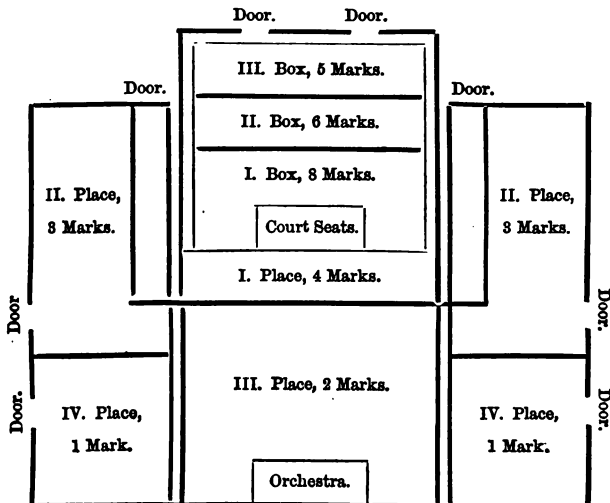 Door. Door.
III. Box, 5 Marks.
Door. Door.
II. Box, 6 Marks.
I. Box, 8 Marks.
II. Place,
3 Marks.
II. Place,
3 Marks.
Court Seats.
I. Place, 4 Marks.
Door
Door.
III. Place, 2 Marks.
Door.
IV. Place,
1 Mark.
IV. Place,
1 Mark.
Door.
Orchestra.